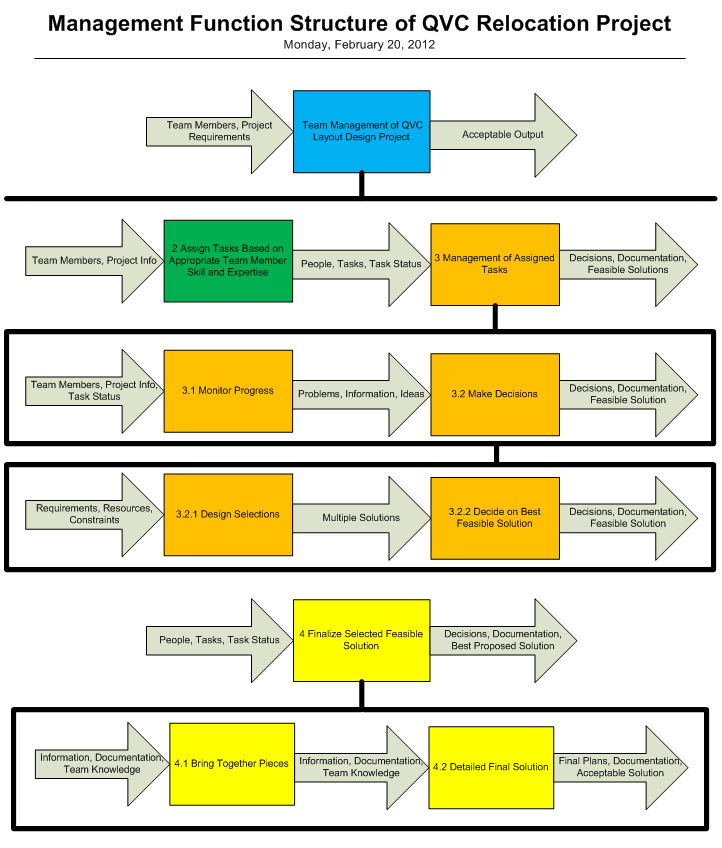 Management Function Structure of QVC Relocation Project
Monday, February 20, 2012
Team Members, Project
Requirements
Team Management of QVC
Layout Design Project
Acceptable Output
Team Members, Project Info
2 Assign Tasks Based on
Appropriate Team Member
Skill and Expertise
People, Tasks, Task Status
3 Management of Assigned
Tasks
Decisions, Documentation,
Feasible Solutions
Team Members, Project Info,
Task Status
3.1 Monitor Progress
Problems, Information, Ideas
3.2 Make Decisions
Decisions, Documentation,
Feasible Solution
Requirements, Resources,
Constraints
3.2.1 Design Selections
Multiple Solutions
3.2.2 Decide on Best
Feasible Solution
Decisions, Documentation,
Feasible Solution
People, Tasks, Task Status
4 Finalize Selected Feasible
Solution
Decisions, Documentation,
Best Proposed Solution
Information, Documentation,
Team Knowledge
4.1 Bring Together Pieces
Information, Documentation,
Team Knowledge
4.2 Detailed Final Solution
Final Plans, Documentation,
Acceptable Solution